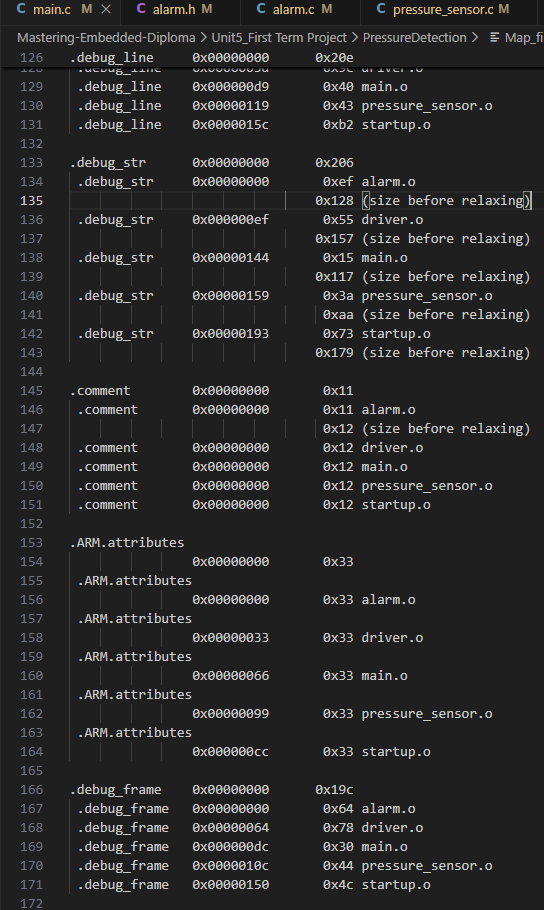 main.c M × alarm.h M alarm.c M pressure_sensor.c M
Mastering-Embedded-Diploma > Unit5_First Term Project > PressureDetection > Map_fi
126 .debug_line 0x00000000 0x20e
128 .debug_line 0x0000003d 0x9c driver.o
129 .debug_line 0x000000d9 0x40 main.o
130 .debug_line 0x00000119 0x43 pressure_sensor.o
131 .debug_line 0x0000015c 0xb2 startup.o
132
133 .debug_str 0x00000000 0x206
134 .debug_str 0x00000000 0xef alarm.o
135 0x128 (size before relaxing)
136 .debug_str 0x000000ef 0x55 driver.o
137 0x157 (size before relaxing)
138 .debug_str 0x00000144 0x15 main.o
139 0x117 (size before relaxing)
140 .debug_str 0x00000159 0x3a pressure_sensor.o
141 0xaa (size before relaxing)
142 .debug_str 0x00000193 0x73 startup.o
143 0x179 (size before relaxing)
144
145 .comment 0x00000000 0x11
146 .comment 0x00000000 0x11 alarm.o
147 0x12 (size before relaxing)
148 .comment 0x00000000 0x12 driver.o
149 .comment 0x00000000 0x12 main.o
150 .comment 0x00000000 0x12 pressure_sensor.o
151 .comment 0x00000000 0x12 startup.o
152
153 .ARM.attributes
154 0x00000000 0x33
155 .ARM.attributes
156 0x00000000 0x33 alarm.o
157 .ARM.attributes
158 0x00000033 0x33 driver.o
159 .ARM.attributes
160 0x00000066 0x33 main.o
161 .ARM.attributes
162 0x00000099 0x33 pressure_sensor.o
163 .ARM.attributes
164 0x000000cc 0x33 startup.o
165
166 .debug_frame 0x00000000 0x19c
167 .debug_frame 0x00000000 0x64 alarm.o
168 .debug_frame 0x00000064 0x78 driver.o
169 .debug_frame 0x000000dc 0x30 main.o
170 .debug_frame 0x0000010c 0x44 pressure_sensor.o
171 .debug_frame 0x00000150 0x4c startup.o
172